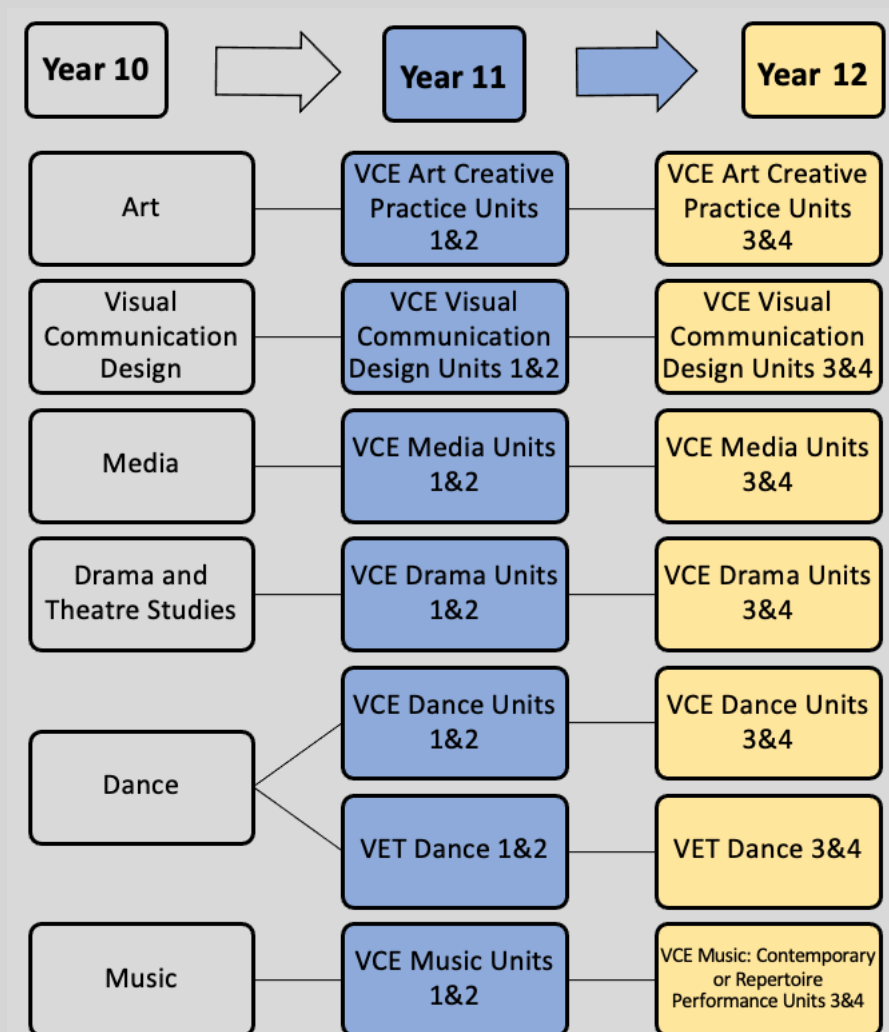 Year 10
Year 11
Year 12
Art
VCE Art Creative
Practice Units
1&2
VCE Art Creative
Practice Units
3&4
Visual
Communication
Design
VCE Visual
Communication
Design Units 1&2
VCE Visual
Communication
Design Units 3&4
Media
VCE Media Units
1&2
VCE Media Units
3&4
Drama and
Theatre Studies
VCE Drama Units
1&2
VCE Drama Units
3&4
Dance
VCE Dance Units
1&2
VCE Dance Units
3&4
VET Dance 1&2
VET Dance 3&4
Music
VCE Music Units
1&2
VCE Music: Contemporary
or Repertoire
Performance Units 3&4